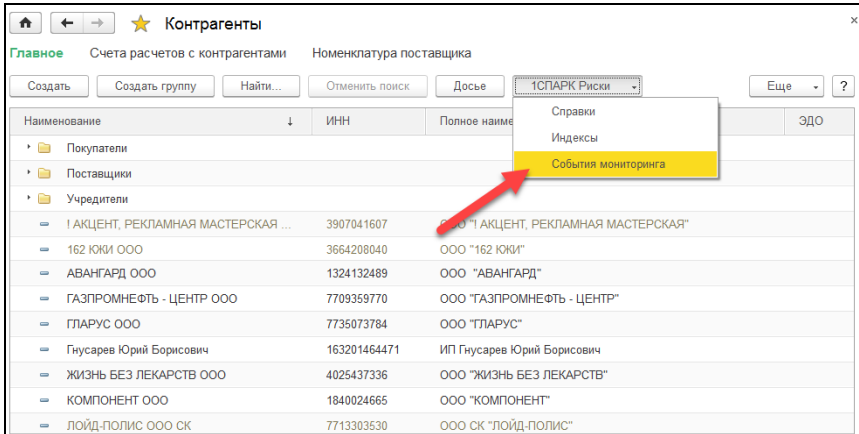 Контрагенты
Главное Счета расчетов с контрагентами Номенклатура поставщика
Создать Создать группу Найти... Отменить поиск Досье 1СПАРК Риски Еще ?
Справки
Индексы
События мониторинга
Наименование ИНН Полное наиме ЭДО
Покупатели
Поставщики
Учредители
! АКЦЕНТ, РЕКЛАМНАЯ МАСТЕРСКАЯ ... 3907041607 ООО "! АКЦЕНТ, РЕКЛАМНАЯ МАСТЕРСКАЯ"
162 КЖИ ООО 3664208040 ООО "162 КЖИ"
АВАНГАРД ООО 1324132489 ООО "АВАНГАРД"
ГАЗПРОМНЕФТЬ - ЦЕНТР ООО 7709359770 ООО "ГАЗПРОМНЕФТЬ - ЦЕНТР"
ГЛАРУС ООО 7735073784 ООО "ГЛАРУС"
Гнусарев Юрий Борисович 163201464471 ИП Гнусарев Юрий Борисович
ЖИЗНЬ БЕЗ ЛЕКАРСТВ ООО 4025437336 ООО "ЖИЗНЬ БЕЗ ЛЕКАРСТВ"
КОМПОНЕНТ ООО 1840024665 ООО "КОМПОНЕНТ"
ЛОЙД-ПОЛИС ООО СК 7713303530 ООО СК "ЛОЙД-ПОЛИС"